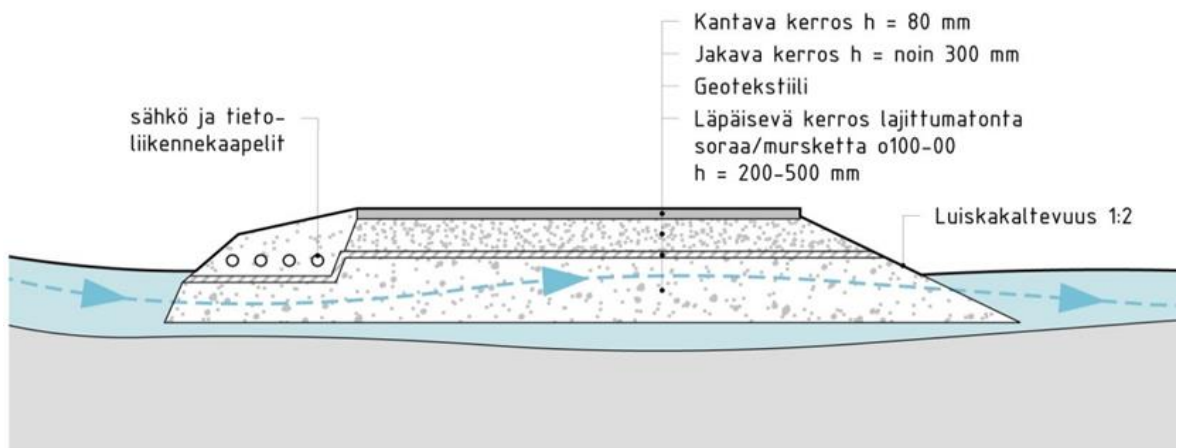 Kantava kerros h = 80 mm
Jakava kerros h = noin 300 mm
Geotekstiili
Läpäisevä kerros lajittumatonta
soraa/mursketta o100-00
h = 200-500 mm
sähkö ja tieto-
liikennekaapelit
Luiskakaltevuus 1:2